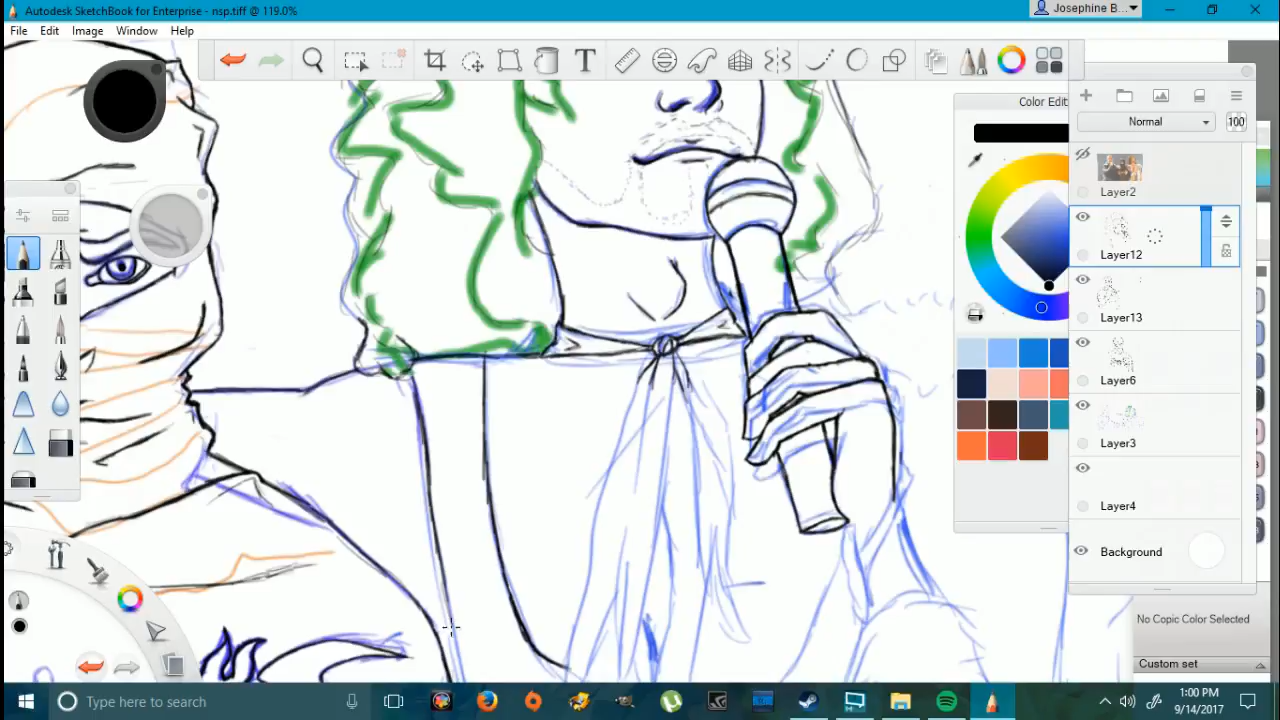 Autodesk SketchBook for Enterprise - nsp.tiff @ 119.0%
Josephine B...
File Edit Image Window Help
Color Edit
Normal
100
Layer2
Layer12
Layer13
Layer6
Layer3
Layer4
Background
No Copic Color Selected
Custom set
Type here to search
1:00 PM
9/14/2017